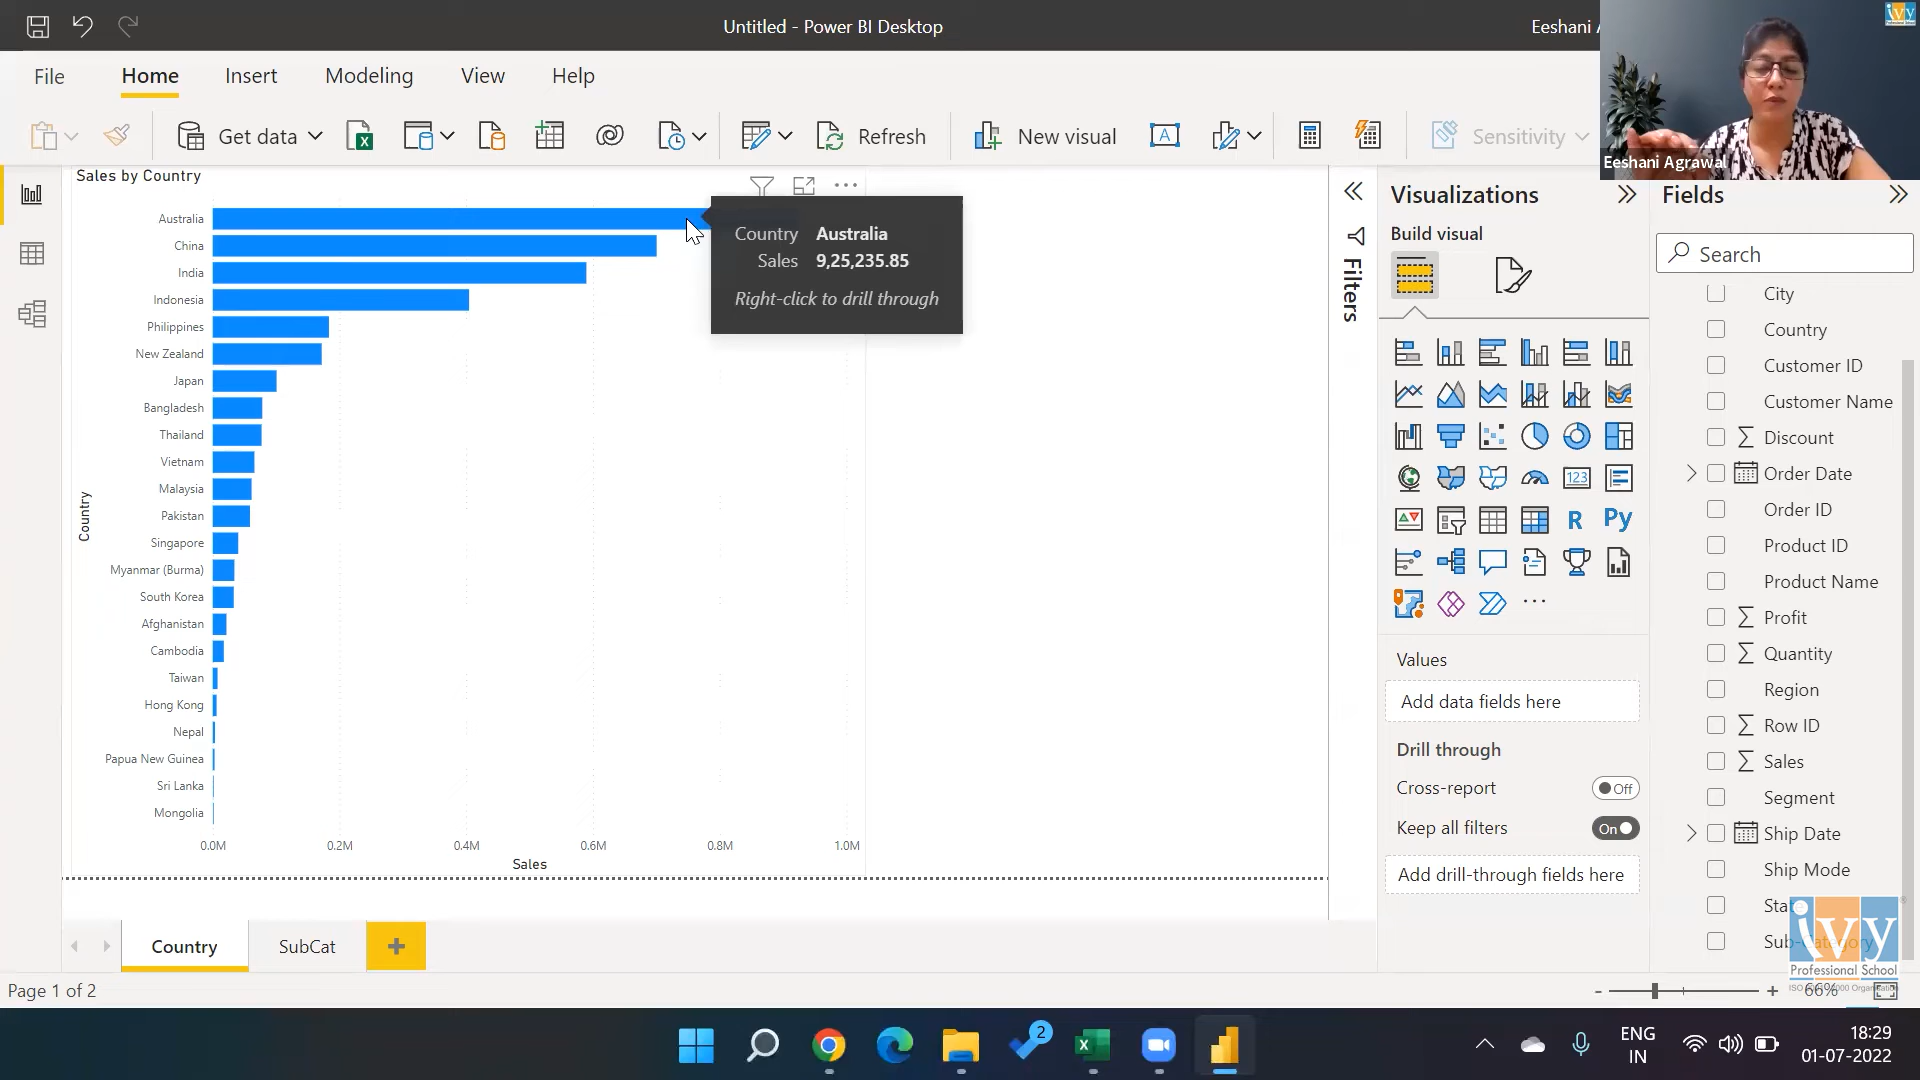 Untitled - Power BI Desktop
Eeshani A
ivy
File
Home
Insert
Modeling
View
Help
Get data
Refresh
New visual
Sensitivity
Eeshani Agrawal
Sales by Country
Australia
China
India
Indonesia
Philippines
New Zealand
Japan
Bangladesh
Thailand
Vietnam
Malaysia
Pakistan
Singapore
Myanmar (Burma)
South Korea
Afghanistan
Cambodia
Taiwan
Hong Kong
Nepal
Papua New Guinea
Sri Lanka
Mongolia
Country
0.0M 0.2M 0.4M 0.6M 0.8M 1.0M
Sales
Country Australia
Sales 9,25,235.85
Right-click to drill through
Filters
Visualizations
Build visual
123
R
Py
Values
Add data fields here
Drill through
Cross-report
Off
Keep all filters
On
Add drill-through fields here
Fields
Search
City
Country
Customer ID
Customer Name
Discount
Order Date
Order ID
Product ID
Product Name
Profit
Quantity
Region
Row ID
Sales
Segment
Ship Date
Ship Mode
Sub-Category
ivy
Professional School
Country
SubCat
+
Page 1 of 2
- + 66%
2
ENG
IN
18:29
01-07-2022